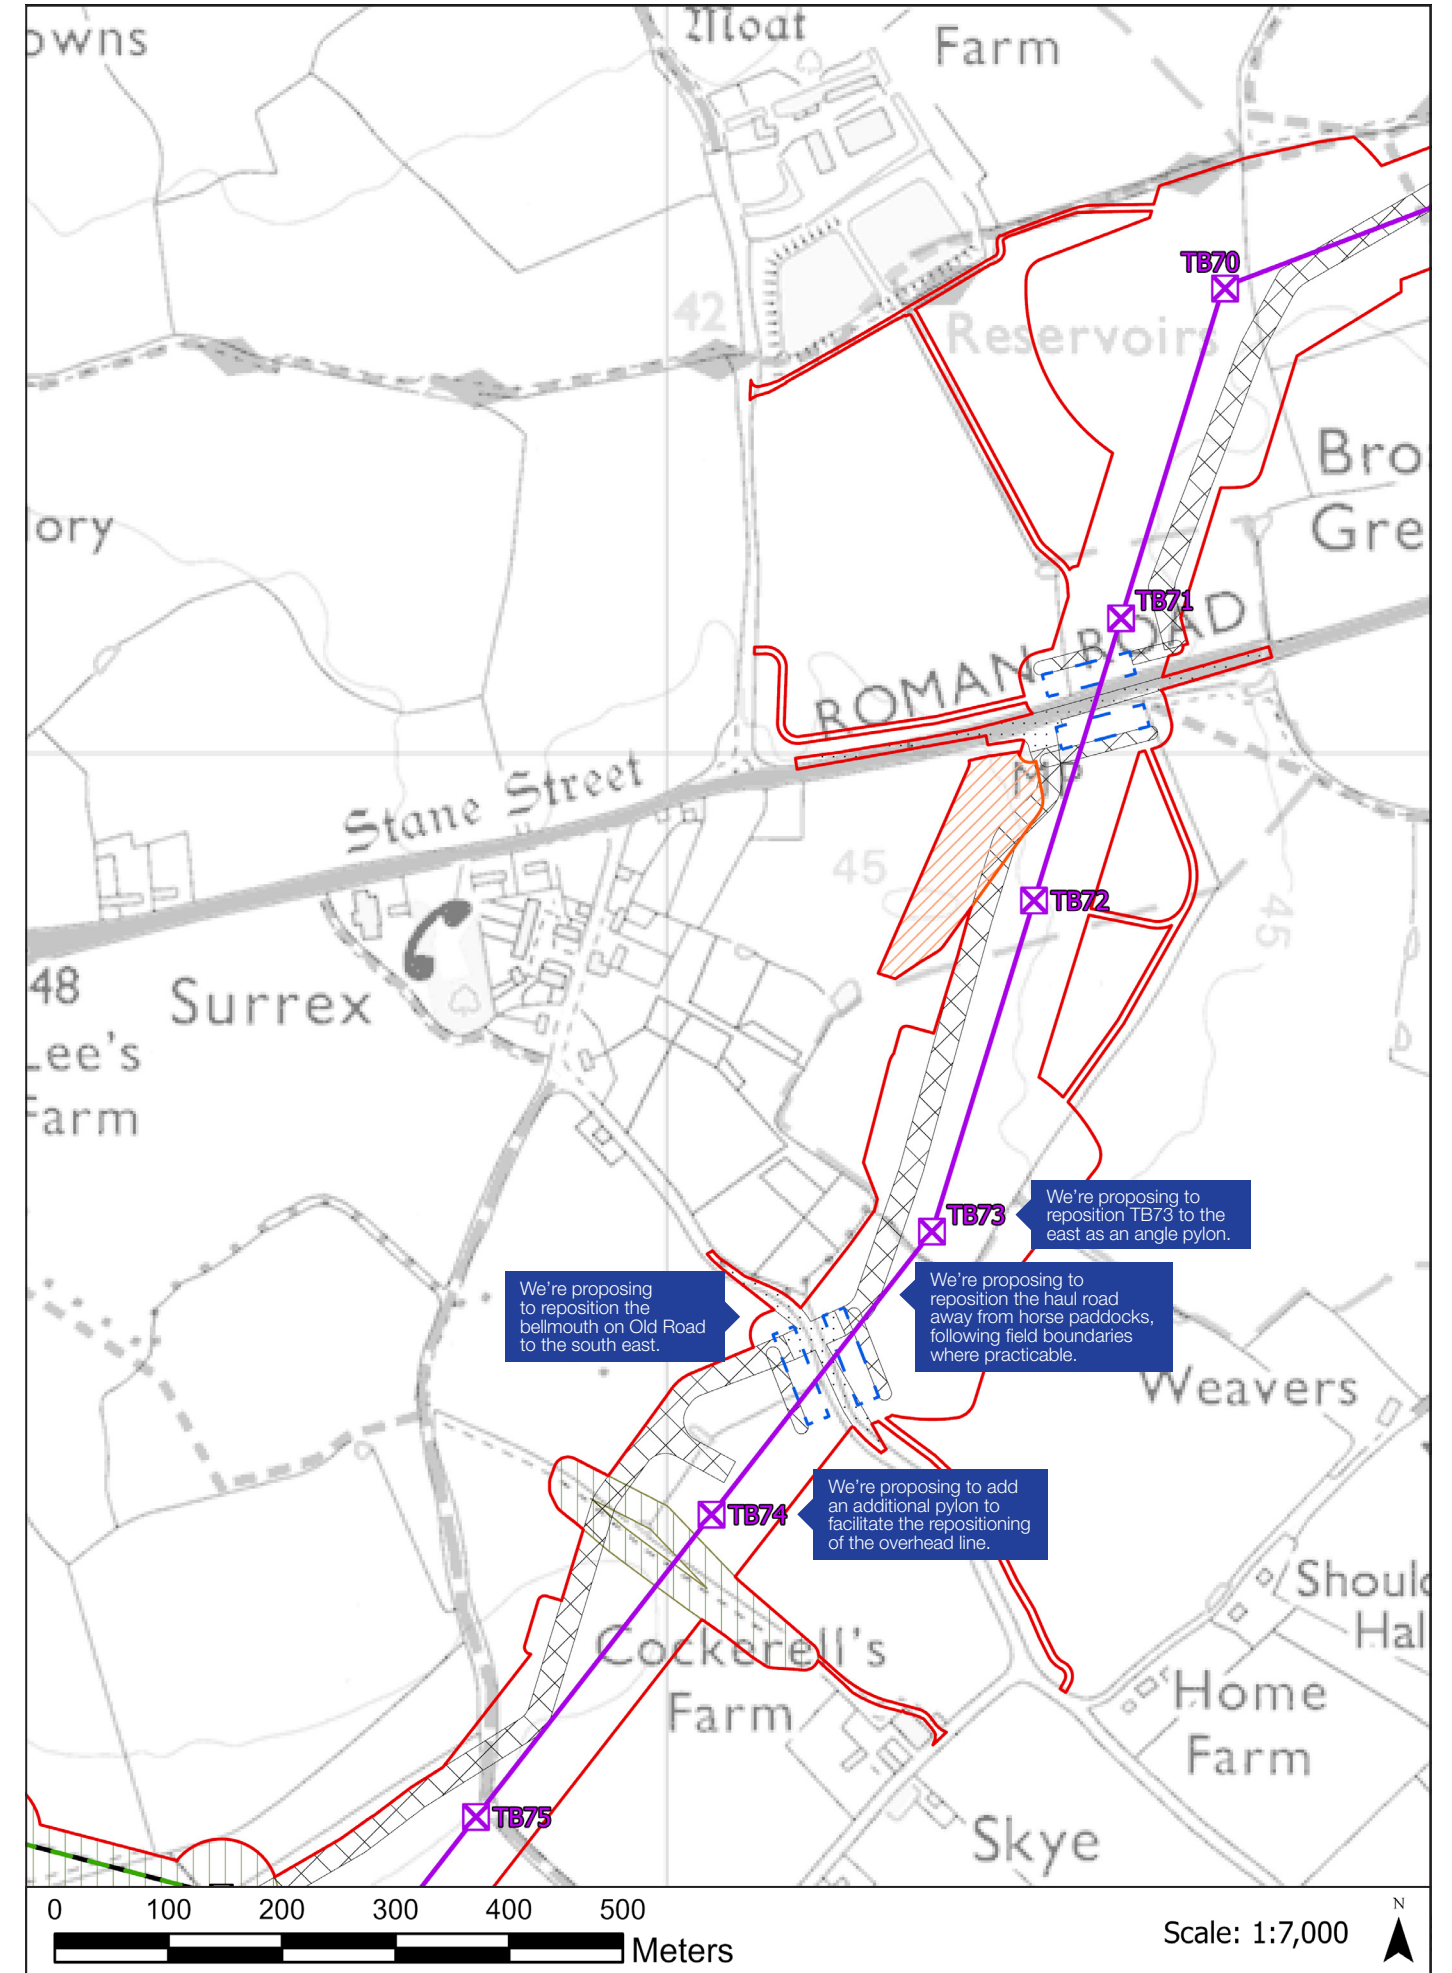 owns
Moat
Farm
TB70
42
Reservoirs
Bro
Gre
ory
TB71
ROMAN ROAD
Stane Street
45
TB72
45
48
Surrex
Lee's
Farm
TB73
We're proposing to
reposition TB73 to the
east as an angle pylon.
We're proposing
to reposition the
bellmouth on Old Road
to the south east.
We're proposing to
reposition the haul road
away from horse paddocks,
following field boundaries
where practicable.
Weavers
We're proposing to add
an additional pylon to
facilitate the repositioning
of the overhead line.
TB74
Should
Hal
Cockerell's
Farm
Home
Farm
TB75
Skye
0 100 200 300 400 500
Meters
Scale: 1:7,000
N